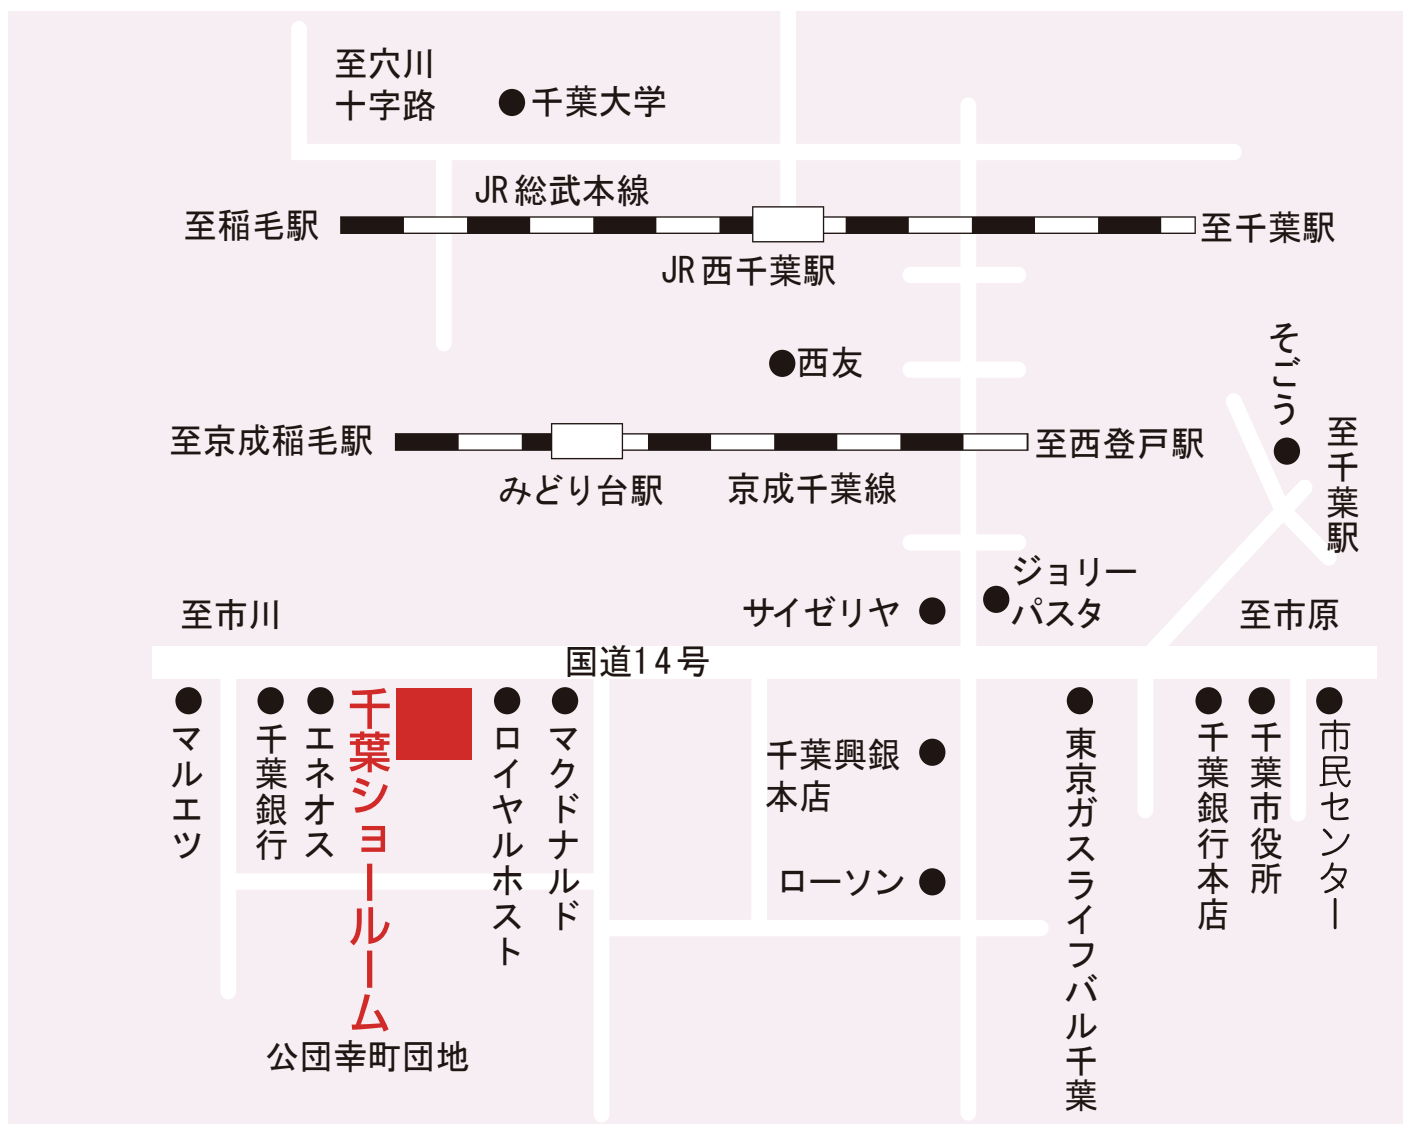 至穴川
十字路
千葉大学
JR総武本線
至稲毛駅
至千葉駅
JR西千葉駅
西友
そごう
至千葉駅
至京成稲毛駅
至西登戸駅
みどり台駅
京成千葉線
ジョリー
パスタ
サイゼリヤ
至市川
至市原
国道14号
マルエツ
千葉銀行
エネオス
千葉ショールーム
ロイヤルホスト
マクドナルド
千葉興銀
本店
ローソン
東京ガスライフバル千葉
千葉銀行本店
千葉市役所
市民センター
公団幸町団地